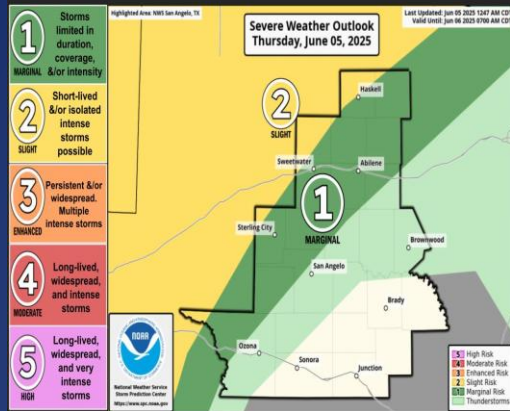 1
MARGINAL
Storms
limited in
duration,
coverage,
&/or intensity
2
SLIGHT
Short-lived
&/or isolated
intense
storms
possible
3
ENHANCED
Persistent &/or
widespread.
Multiple
intense storms
4
MODERATE
Long-lived,
widespread,
and intense
storms
5
HIGH
Long-lived,
widespread,
and very
intense
storms
Highlighted Area: NWS San Angelo, TX
Severe Weather Outlook
Thursday, June 05, 2025
Last Updated: Jun 05 2025 1247 AM CDT
Valid Until: Jun 06 2025 0700 AM CDT
2
SLIGHT
Haskell
Sweetwater
Abilene
1
MARGINAL
Sterling City
Brownwood
San Angelo
Brady
Ozona
Sonora
Junction
NOAA
National Weather Service
Storm Prediction Center
https://www.spc.noaa.gov
5 High Risk
4 Moderate Risk
3 Enhanced Risk
2 Slight Risk
1 Marginal Risk
Thunderstorms